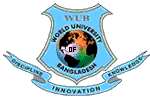 WUB
WORLD UNIVERSITY
OF
BANGLADESH
DISCIPLINE
KNOWLEDGE
INNOVATION